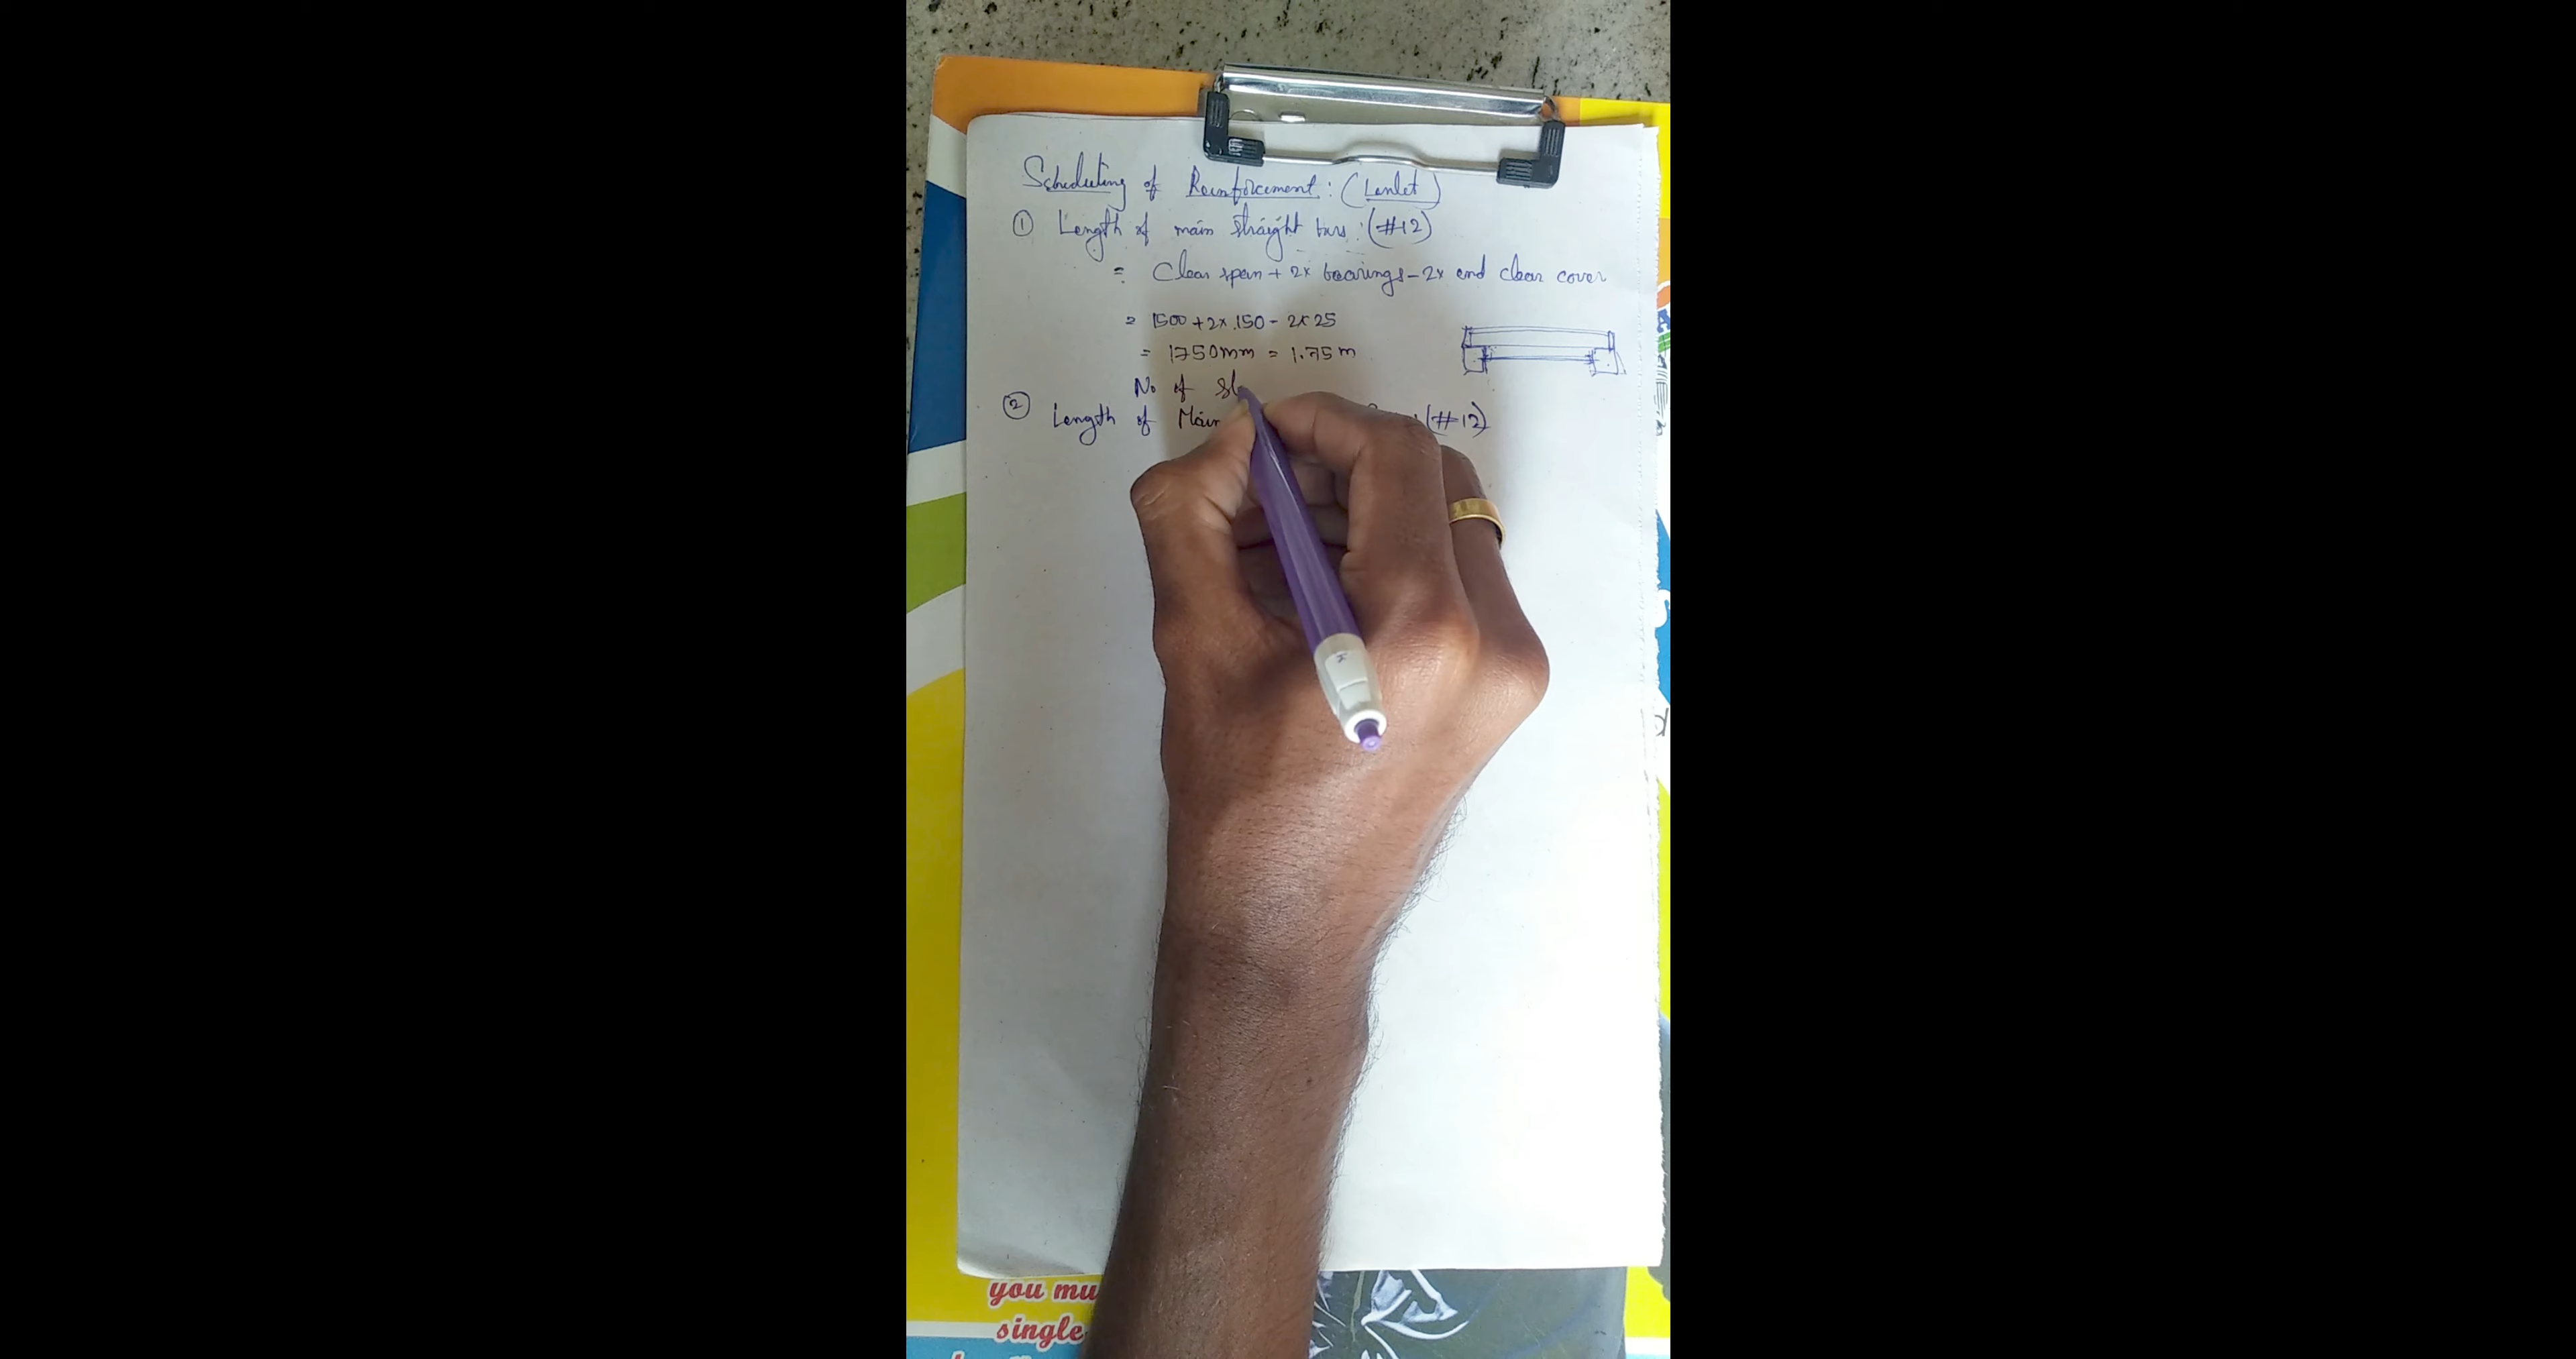 Scheduling of Reinforcement : (Lintel)
① Length of main straight bars : (#12)
= Clear span + 2x bearings - 2x end clear cover
= 1500 + 2x 150 - 2x 25
= 1750mm = 1.75 m
No of
② Length of Main (#12)
you mu
single